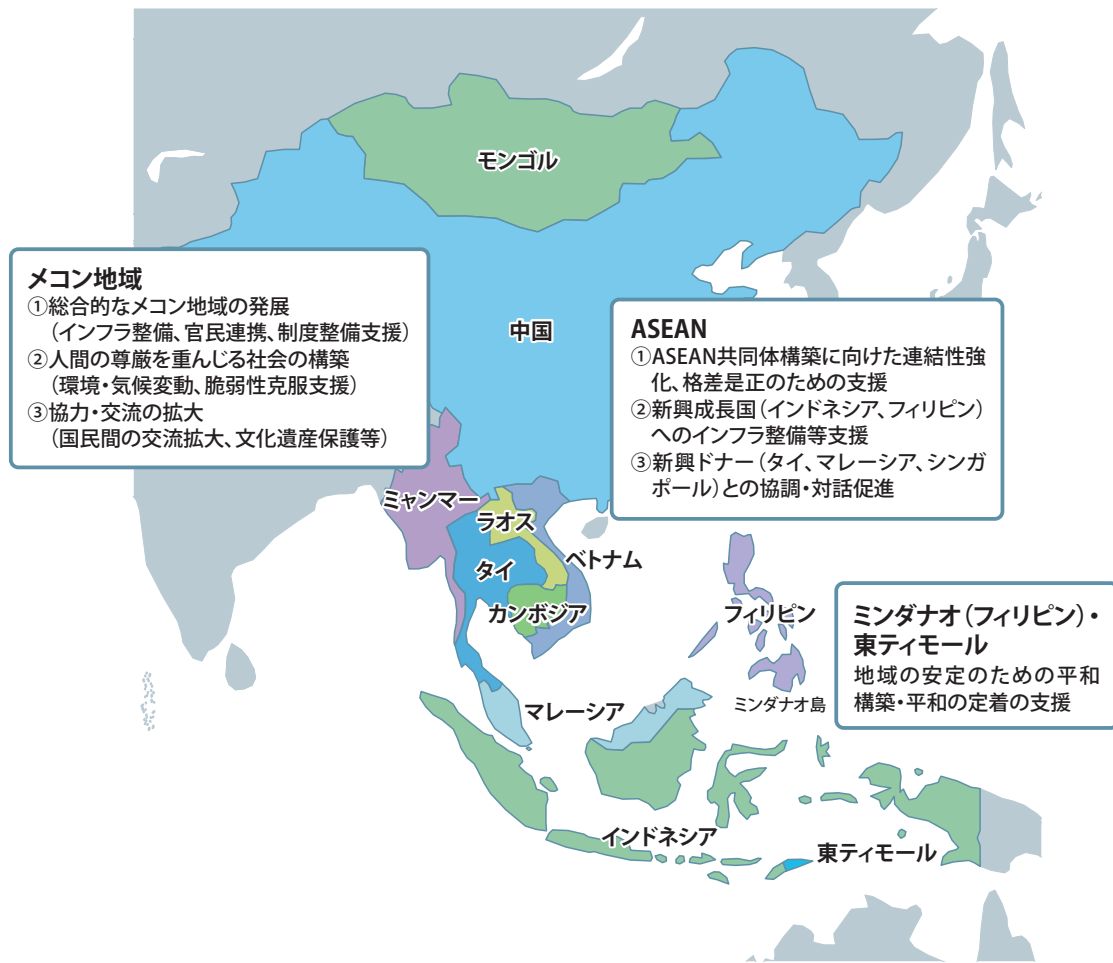 モンゴル
メコン地域
①総合的なメコン地域の発展
(インフラ整備、官民連携、制度整備支援)
②人間の尊厳を重んじる社会の構築
(環境・気候変動、脆弱性克服支援)
③協力・交流の拡大
(国民間の交流拡大、文化遺産保護等)
中国
ASEAN
①ASEAN共同体構築に向けた連結性強
化、格差是正のための支援
②新興成長国(インドネシア、フィリピン)
へのインフラ整備等支援
③新興ドナー(タイ、マレーシア、シンガ
ポール)との協調・対話促進
ミャンマー
ラオス
タイ
ベトナム
カンボジア
フィリピン
ミンダナオ(フィリピン)・
東ティモール
地域の安定のための平和
構築・平和の定着の支援
ミンダナオ島
マレーシア
インドネシア
東ティモール